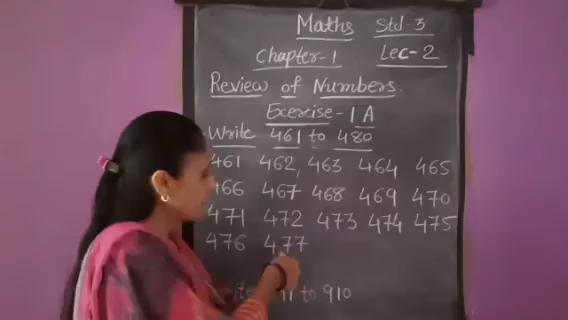 Maths Std-3
Chapter-1 Lec-2
Review of Numbers
Exercise-1A
Write 461 to 480
461 462, 463 464 465
466 467 468 469 470
471 472 473 474 475
476 477
to 910